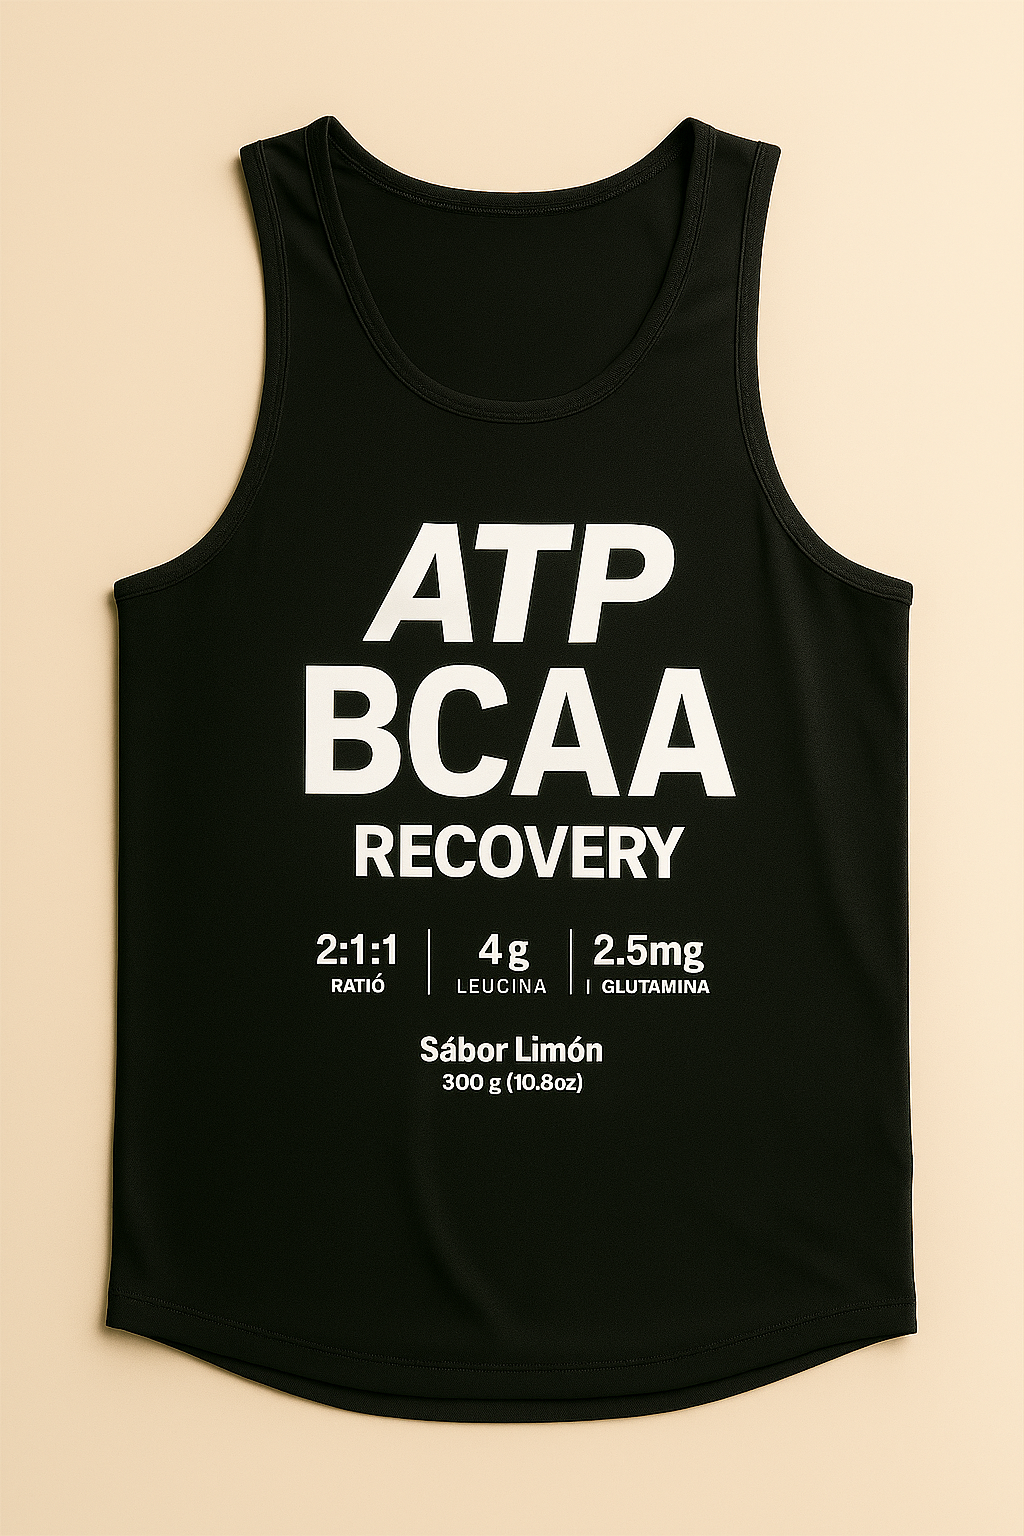 ATP
BCAA
RECOVERY
2:1:1 | 4 g | 2.5mg
RATIÓ | LEUCINA | GLUTAMINA
Sábor Limón
300 g (10.8oz)